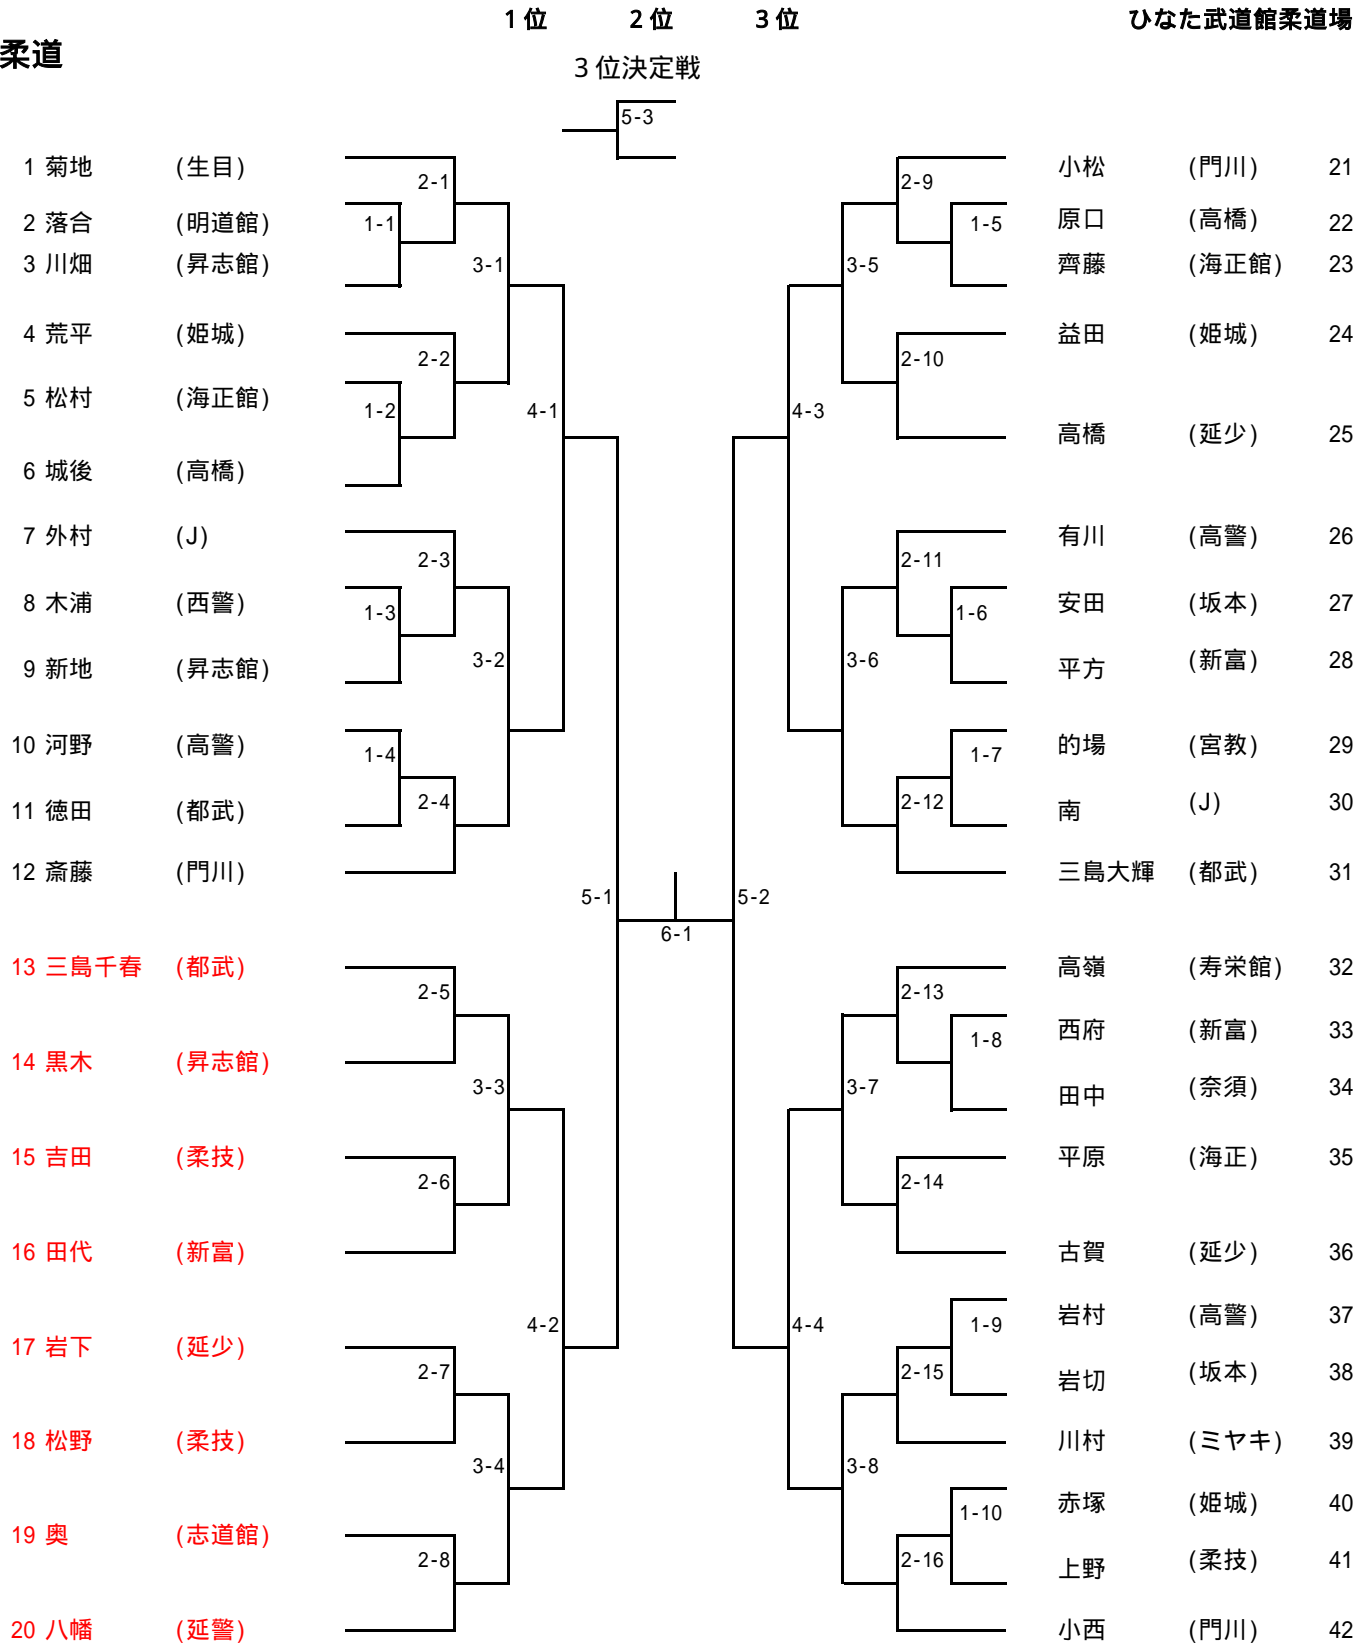 1位 2位 3位 ひなた武道館柔道場
柔道
3位決定戦
5-3
1 菊地 (生目)
2-1
2 落合 (明道館)
1-1
3 川畑 (昇志館)
3-1
4 荒平 (姫城)
2-2
5 松村 (海正館)
1-2
4-1
6 城後 (高橋)
7 外村 (J)
2-3
8 木浦 (西警)
1-3
9 新地 (昇志館)
3-2
10 河野 (高警)
1-4
11 徳田 (都武)
2-4
12 斎藤 (門川)
5-1
13 三島千春 (都武)
2-5
14 黒木 (昇志館)
3-3
15 吉田 (柔技)
2-6
16 田代 (新富)
4-2
17 岩下 (延少)
2-7
18 松野 (柔技)
3-4
19 奥 (志道館)
2-8
20 八幡 (延警)
6-1
小松 (門川) 21
2-9
原口 (高橋) 22
1-5
齊藤 (海正館) 23
3-5
益田 (姫城) 24
2-10
4-3
高橋 (延少) 25
有川 (高警) 26
2-11
安田 (坂本) 27
1-6
平方 (新富) 28
3-6
的場 (宮教) 29
1-7
南 (J) 30
2-12
三島大輝 (都武) 31
5-2
高嶺 (寿栄館) 32
2-13
西府 (新富) 33
1-8
田中 (奈須) 34
3-7
平原 (海正) 35
2-14
古賀 (延少) 36
岩村 (高警) 37
1-9
4-4
岩切 (坂本) 38
2-15
川村 (ミヤキ) 39
3-8
赤塚 (姫城) 40
1-10
上野 (柔技) 41
2-16
小西 (門川) 42